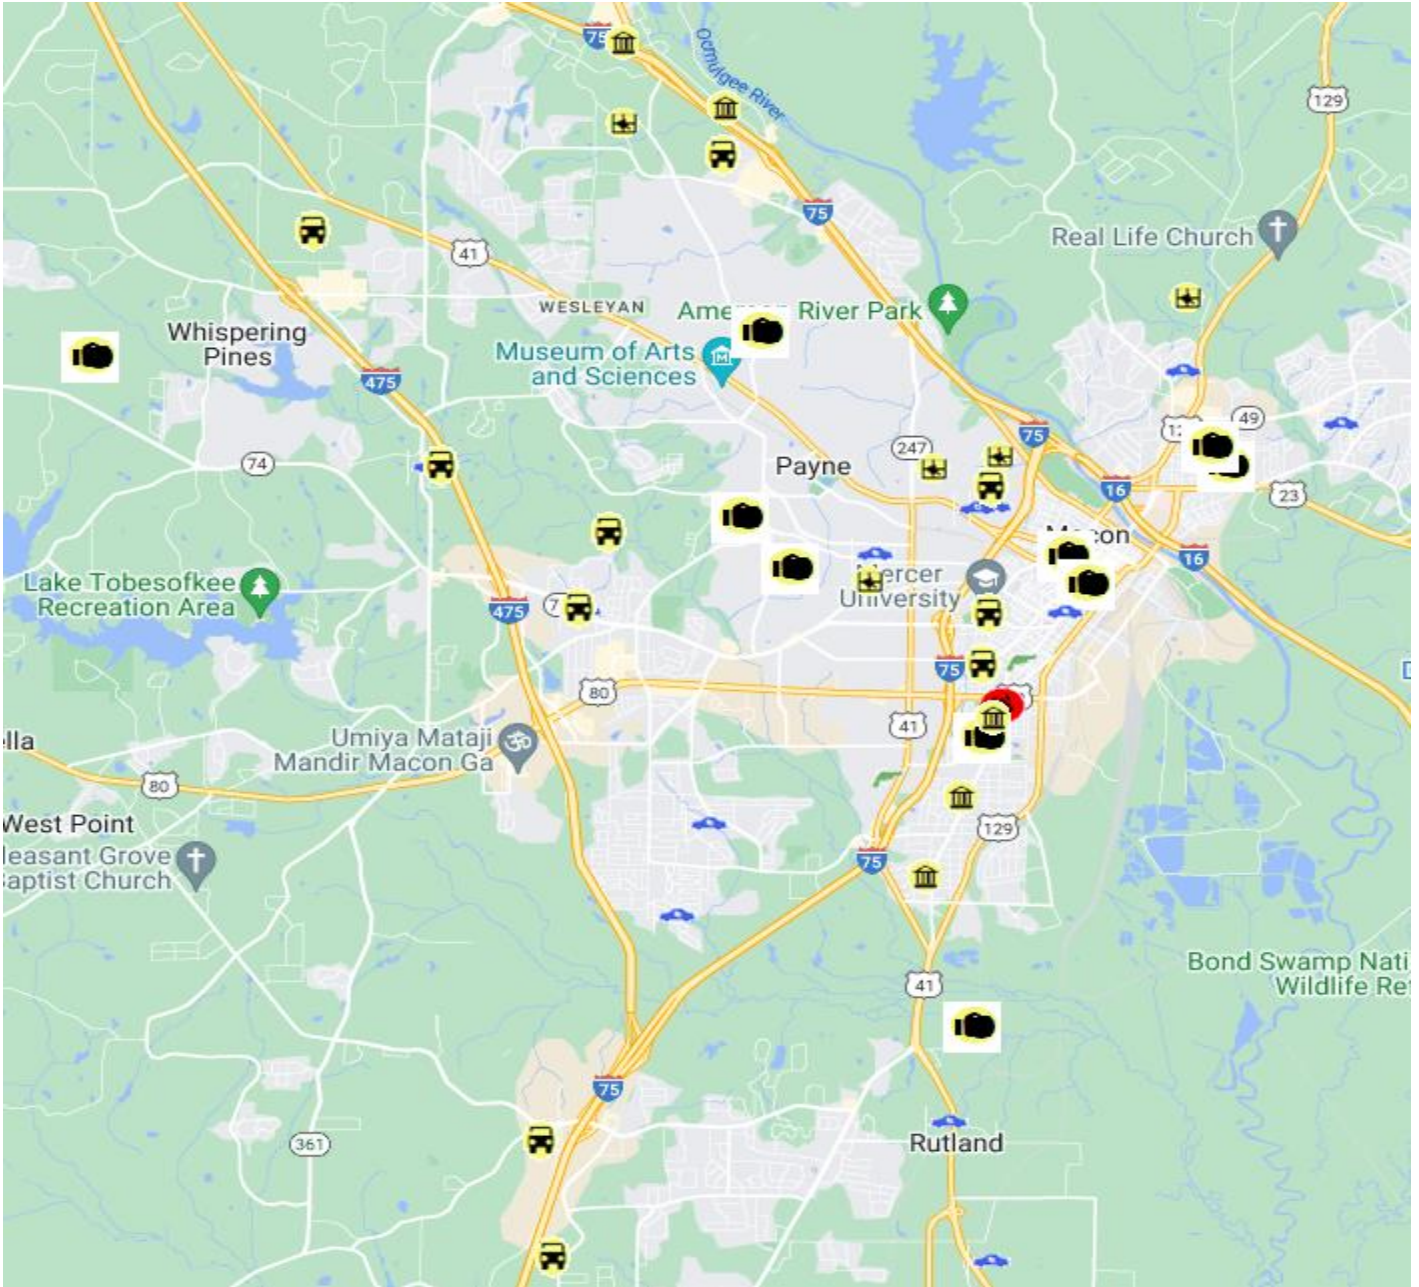 75
Ocmulgee River
129
75
Real Life Church
41
WESLEYAN
River Park
Whispering
Pines
Museum of Arts
and Sciences
475
49
75
247
Payne
74
16
23
16
Lake Tobesofkee
Recreation Area
University
475
75
80
41
Umiya Mataji
Mandir Macon Ga
80
West Point
129
75
41
Bond Swamp Nati
Wildlife Ref
75
361
Rutland